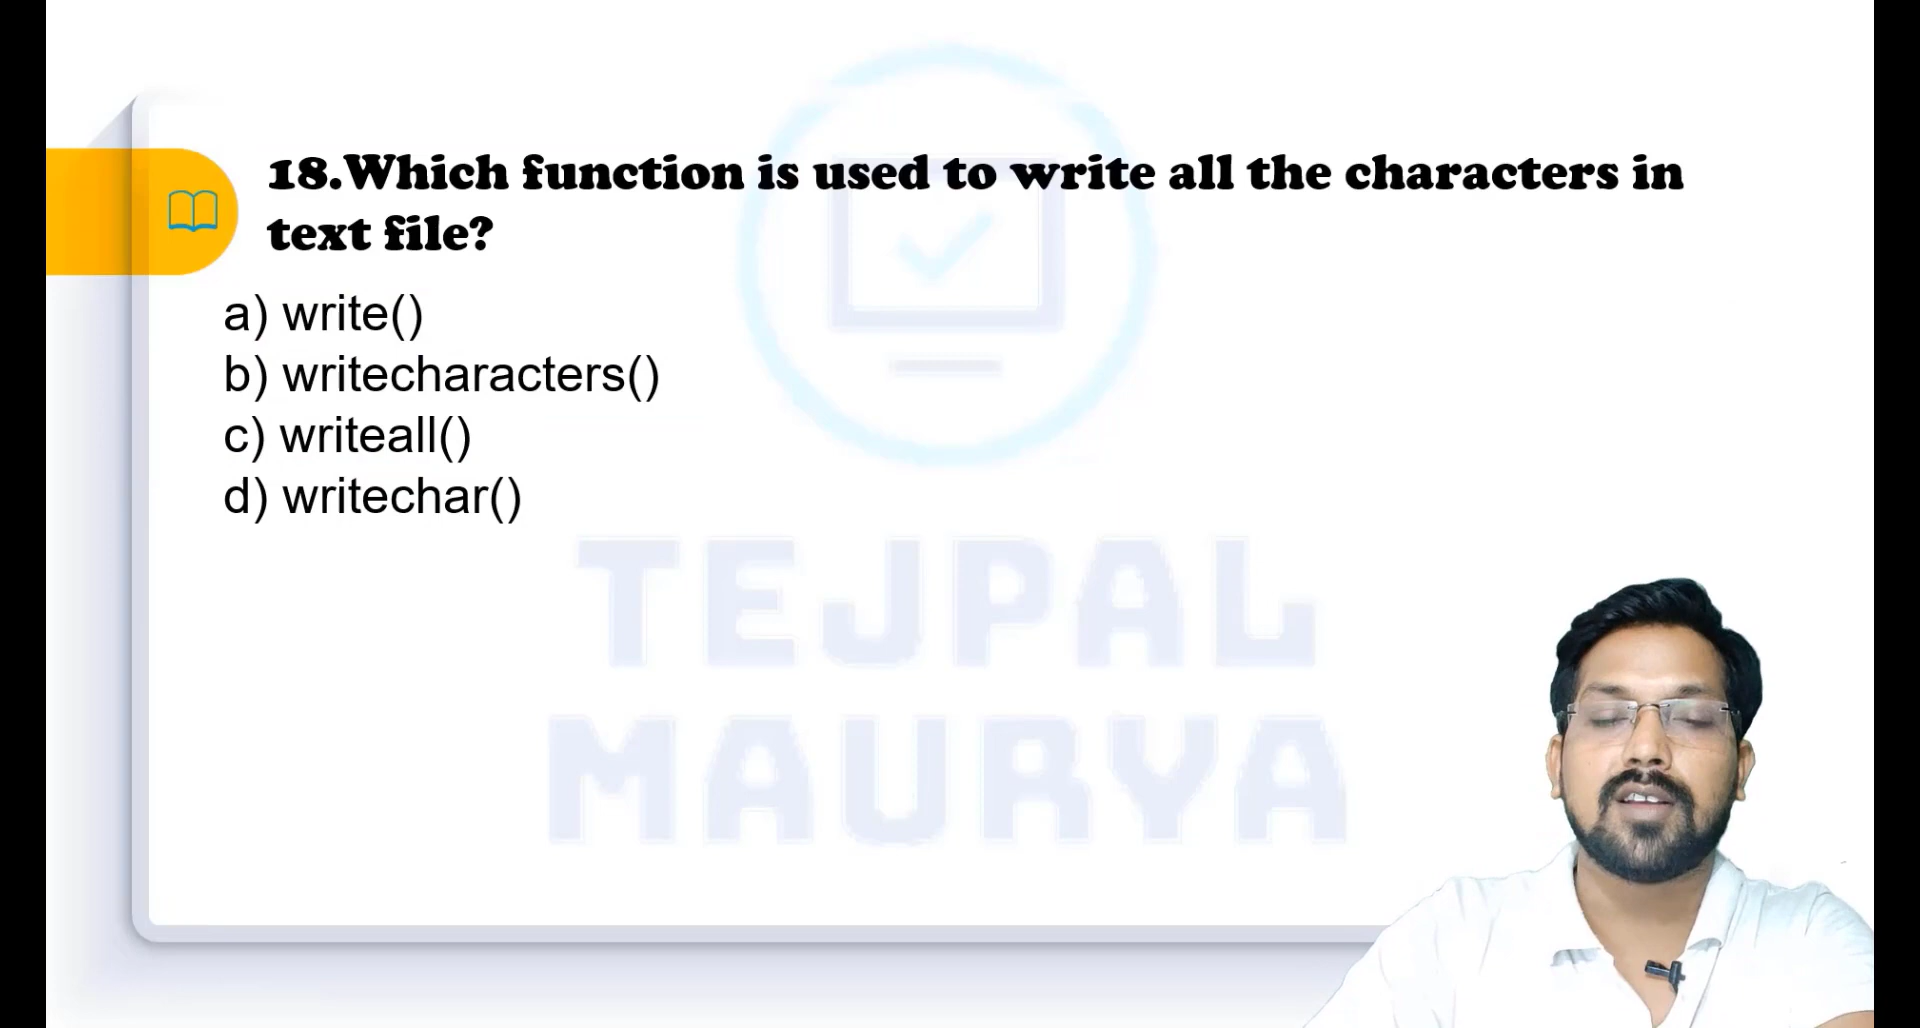 18.Which function is used to write all the characters in
text file?
a) write()
b) writecharacters()
c) writeall()
d) writechar()
TEJPAL
MAURYA